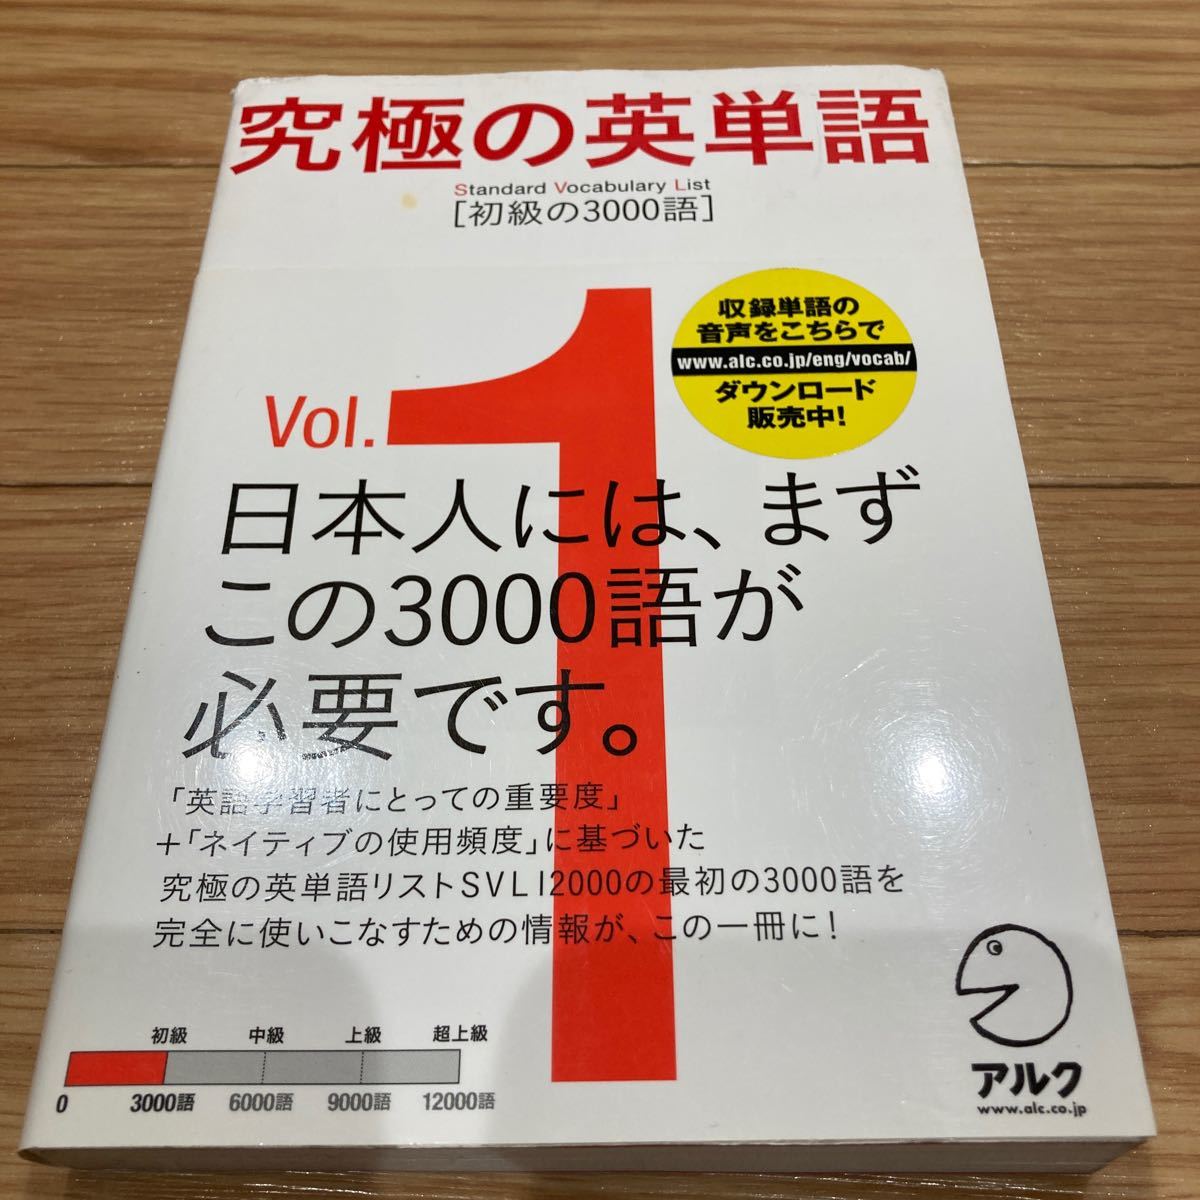 究極の英単語
Standard Vocabulary List
[初級の3000語]
収録単語の
音声をこちらで
www.alc.co.jp/eng/vocab/
ダウンロード
販売中!
Vol.1
日本人には、まず
この3000語が
必要です。
「英語学習者にとっての重要度」
+「ネイティブの使用頻度」に基づいた
究極の英単語リストSVL12000の最初の3000語を
完全に使いこなすための情報が、この一冊に!
初級 中級 上級 超上級
0 3000語 6000語 9000語 12000語
アルク
www.alc.co.jp